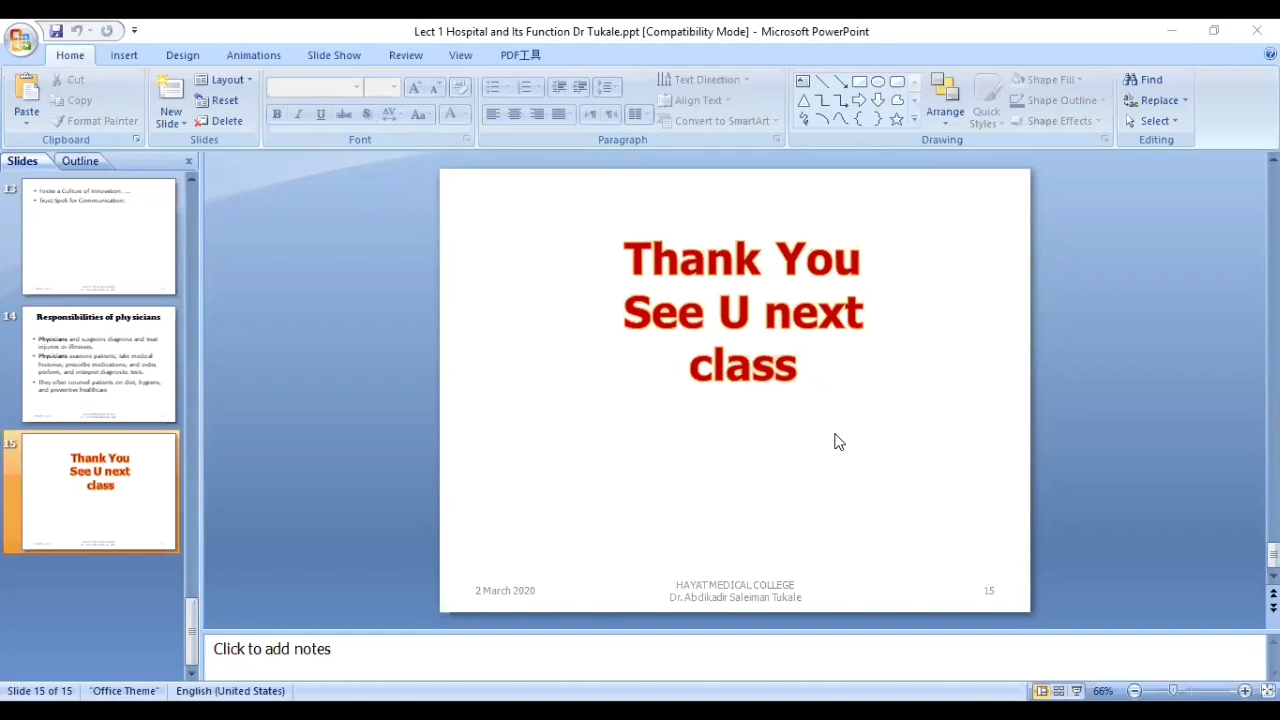 Lect 1 Hospital and Its Function Dr Tukale.ppt [Compatibility Mode] - Microsoft PowerPoint
Home Insert Design Animations Slide Show Review View PDF工具
Paste
Cut
Copy
Format Painter
Clipboard
New Slide
Layout
Reset
Delete
Slides
Font
Text Direction
Align Text
Convert to SmartArt
Paragraph
Arrange
Quick Styles
Shape Fill
Shape Outline
Shape Effects
Drawing
Find
Replace
Select
Editing
Slides Outline
13
Trust Spoft for Communication.
14
Responsibilities of physicians
Physicians and surgeons diagnose and treat
injuries or illnesses.
Physicians examine patients; take medical
histories; prescribe medications; and order,
perform, and interpret diagnostic tests.
They often counsel patients on diet, hygiene,
and preventive healthcare
15
Thank You
See U next
class
Thank You
See U next
class
2 March 2020
HAYAT MEDICAL COLLEGE
Dr. Abdikadir Saleiman Tukale
15
Click to add notes
Slide 15 of 15 "Office Theme" English (United States) 66%